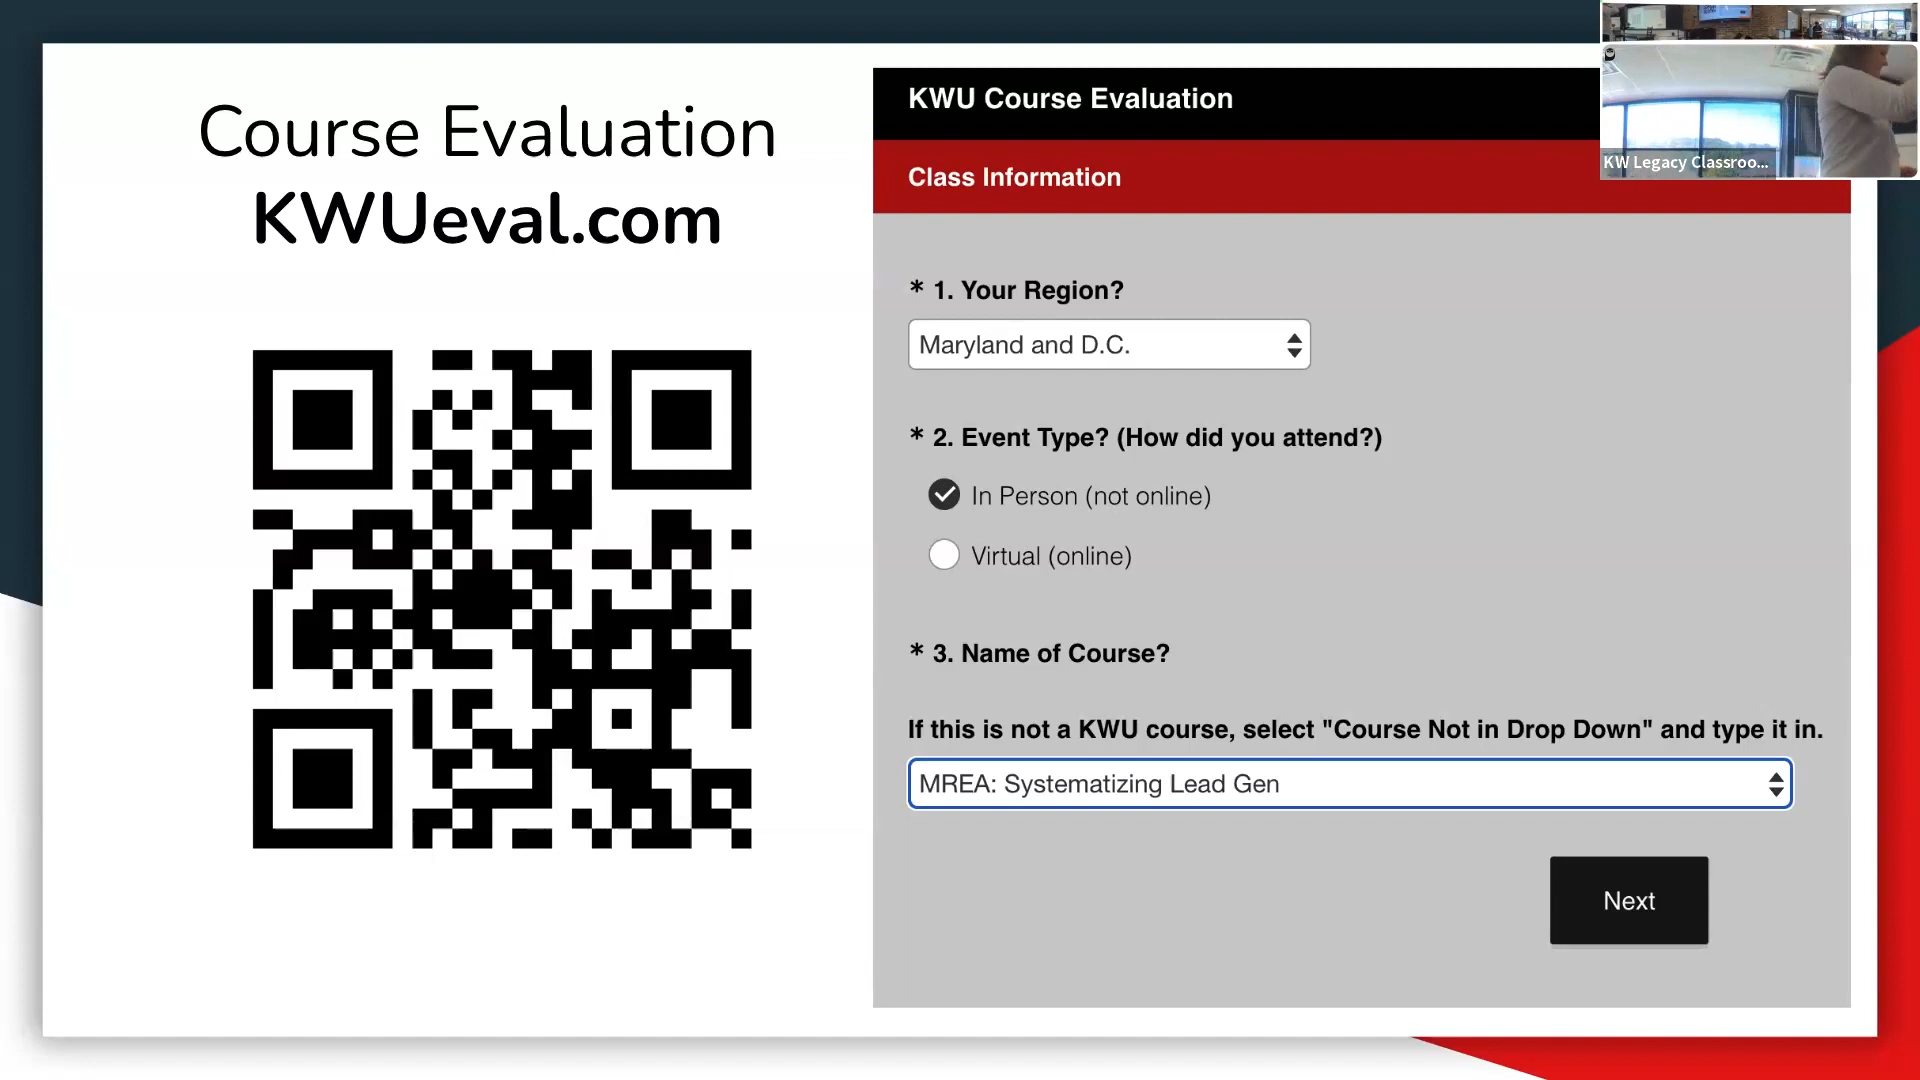 Course Evaluation
KWUeval.com
KWU Course Evaluation
Class Information
* 1. Your Region?
Maryland and D.C.
* 2. Event Type? (How did you attend?)
In Person (not online)
Virtual (online)
* 3. Name of Course?
If this is not a KWU course, select "Course Not in Drop Down" and type it in.
MREA: Systematizing Lead Gen
Next
KW Legacy Classroo...